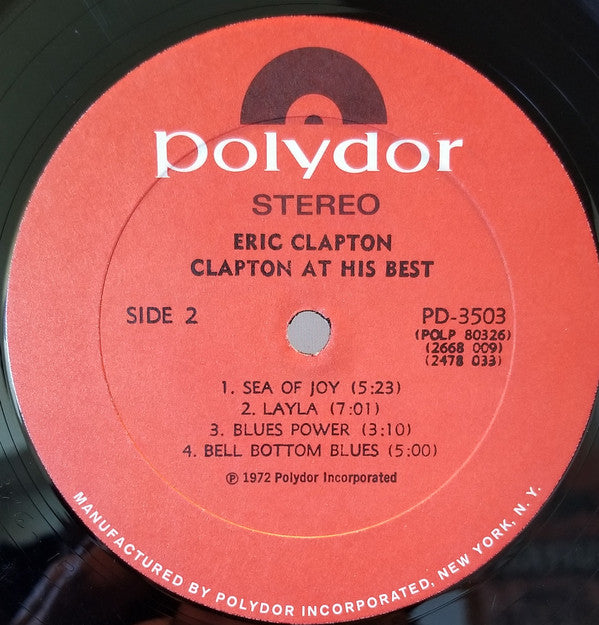 polydor
STEREO
ERIC CLAPTON
CLAPTON AT HIS BEST
SIDE 2
PD-3503
(POLP 80326)
(2668 009)
(2478 033)
1. SEA OF JOY (5:23)
2. LAYLA (7:01)
3. BLUES POWER (3:10)
4. BELL BOTTOM BLUES (5:00)
℗ 1972 Polydor Incorporated
MANUFACTURED BY POLYDOR INCORPORATED, NEW YORK, N. Y.